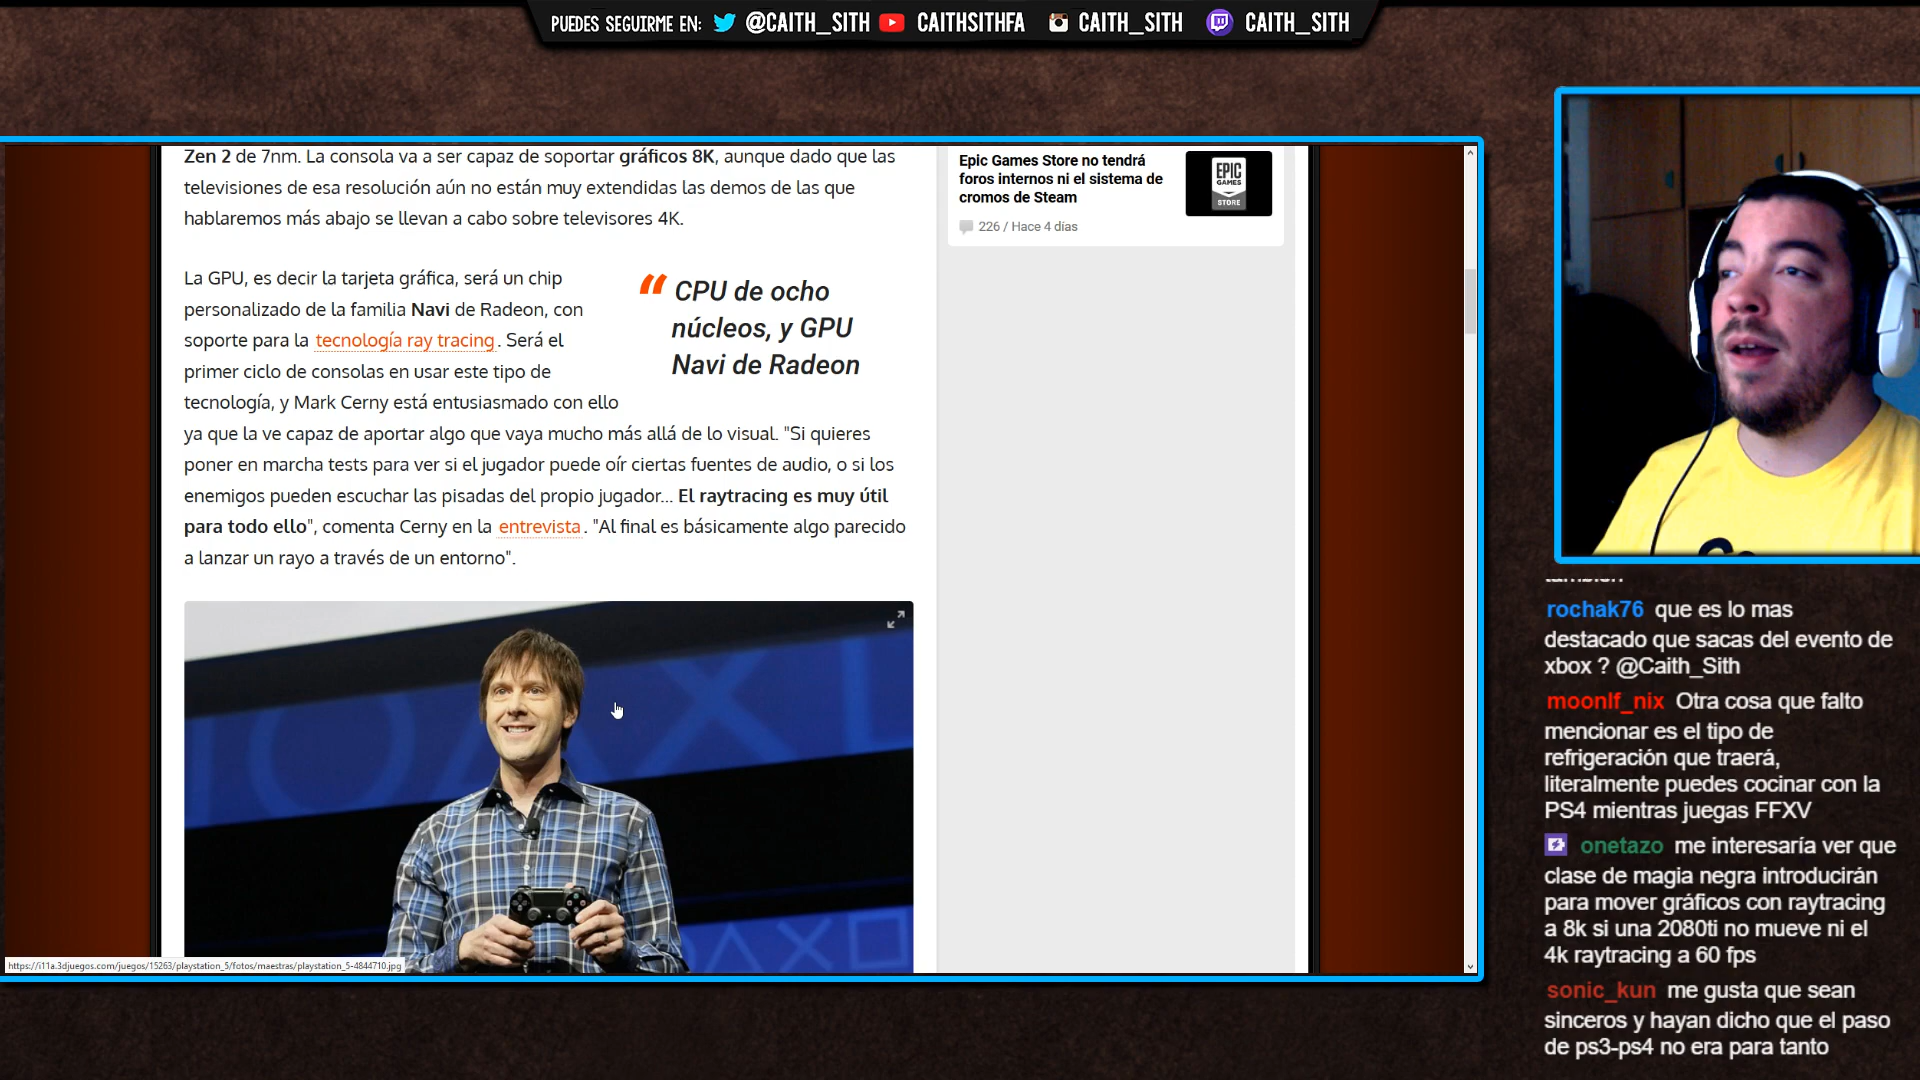 PUEDES SEGUIRME EN: @CAITH_SITH CAITHSITHFA CAITH_SITH CAITH_SITH
Zen 2 de 7nm. La consola va a ser capaz de soportar gráficos 8K, aunque dado que las
televisiones de esa resolución aún no están muy extendidas las demos de las que
hablaremos más abajo se llevan a cabo sobre televisores 4K.
La GPU, es decir la tarjeta gráfica, será un chip
personalizado de la familia Navi de Radeon, con
soporte para la tecnología ray tracing. Será el
primer ciclo de consolas en usar este tipo de
tecnología, y Mark Cerny está entusiasmado con ello
ya que la ve capaz de aportar algo que vaya mucho más allá de lo visual. "Si quieres
poner en marcha tests para ver si el jugador puede oír ciertas fuentes de audio, o si los
enemigos pueden escuchar las pisadas del propio jugador... El raytracing es muy útil
para todo ello", comenta Cerny en la entrevista. "Al final es básicamente algo parecido
a lanzar un rayo a través de un entorno".
“ CPU de ocho
núcleos, y GPU
Navi de Radeon
https://i11a.3djuegos.com/juegos/15263/playstation_5/fotos/maestras/playstation_5-4844710.jpg
Epic Games Store no tendrá
foros internos ni el sistema de
cromos de Steam
226 / Hace 4 días
EPIC
GAMES
STORE
rochak76 que es lo mas
destacado que sacas del evento de
xbox ? @Caith_Sith
moonlf_nix Otra cosa que falto
mencionar es el tipo de
refrigeración que traerá,
literalmente puedes cocinar con la
PS4 mientras juegas FFXV
onetazo me interesaría ver que
clase de magia negra introducirán
para mover gráficos con raytracing
a 8k si una 2080ti no mueve ni el
4k raytracing a 60 fps
sonic_kun me gusta que sean
sinceros y hayan dicho que el paso
de ps3-ps4 no era para tanto